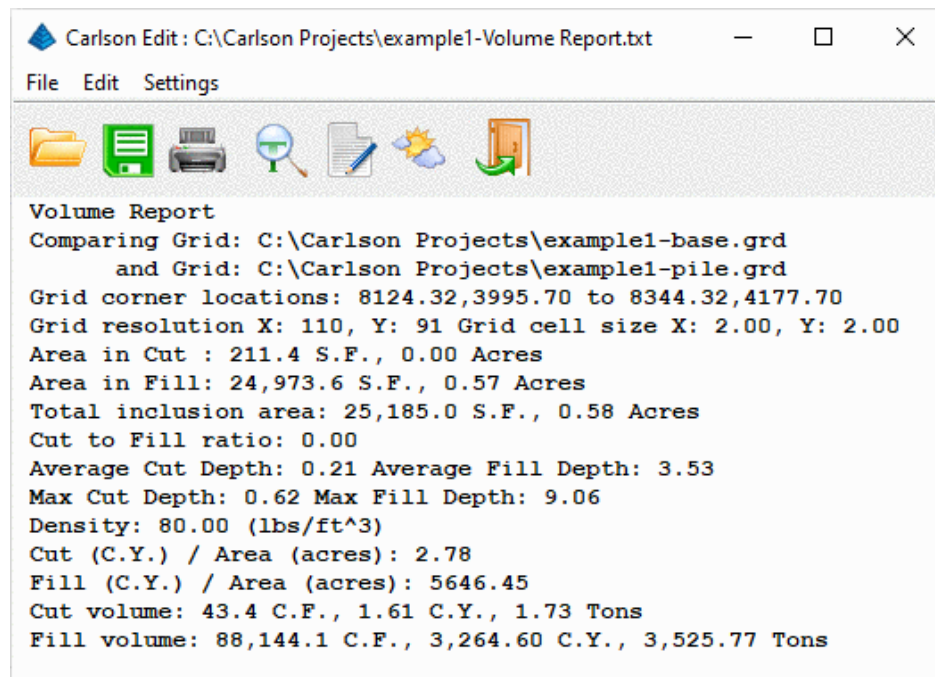 Carlson Edit : C:\Carlson Projects\example1-Volume Report.txt
File Edit Settings
Volume Report
Comparing Grid: C:\Carlson Projects\example1-base.grd
and Grid: C:\Carlson Projects\example1-pile.grd
Grid corner locations: 8124.32,3995.70 to 8344.32,4177.70
Grid resolution X: 110, Y: 91 Grid cell size X: 2.00, Y: 2.00
Area in Cut : 211.4 S.F., 0.00 Acres
Area in Fill: 24,973.6 S.F., 0.57 Acres
Total inclusion area: 25,185.0 S.F., 0.58 Acres
Cut to Fill ratio: 0.00
Average Cut Depth: 0.21 Average Fill Depth: 3.53
Max Cut Depth: 0.62 Max Fill Depth: 9.06
Density: 80.00 (lbs/ft^3)
Cut (C.Y.) / Area (acres): 2.78
Fill (C.Y.) / Area (acres): 5646.45
Cut volume: 43.4 C.F., 1.61 C.Y., 1.73 Tons
Fill volume: 88,144.1 C.F., 3,264.60 C.Y., 3,525.77 Tons